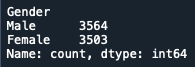 Gender
Male      3564
Female    3503
Name: count, dtype: int64